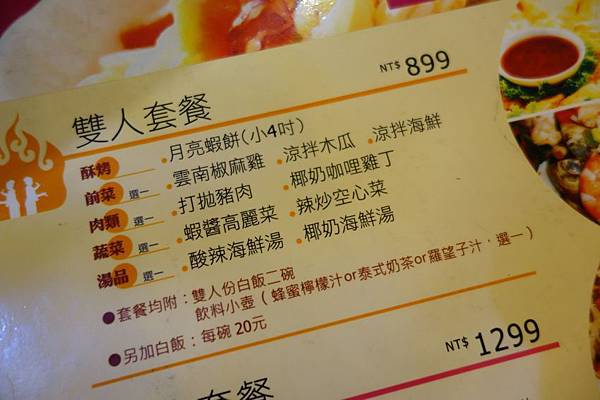 雙人套餐 NT$ 899
酥烤 •月亮蝦餅(小4吋)
前菜 選一 •雲南椒麻雞 •涼拌木瓜 •涼拌海鮮
肉類 選一 •打拋豬肉 •椰奶咖哩雞丁
蔬菜 選一 •蝦醬高麗菜 •辣炒空心菜
湯品 選一 •酸辣海鮮湯 •椰奶海鮮湯
●套餐均附：雙人份白飯二碗
飲料小壺（蜂蜜檸檬汁or泰式奶茶or羅望子汁，選一）
●另加白飯：每碗 20元
套餐 NT$ 1299